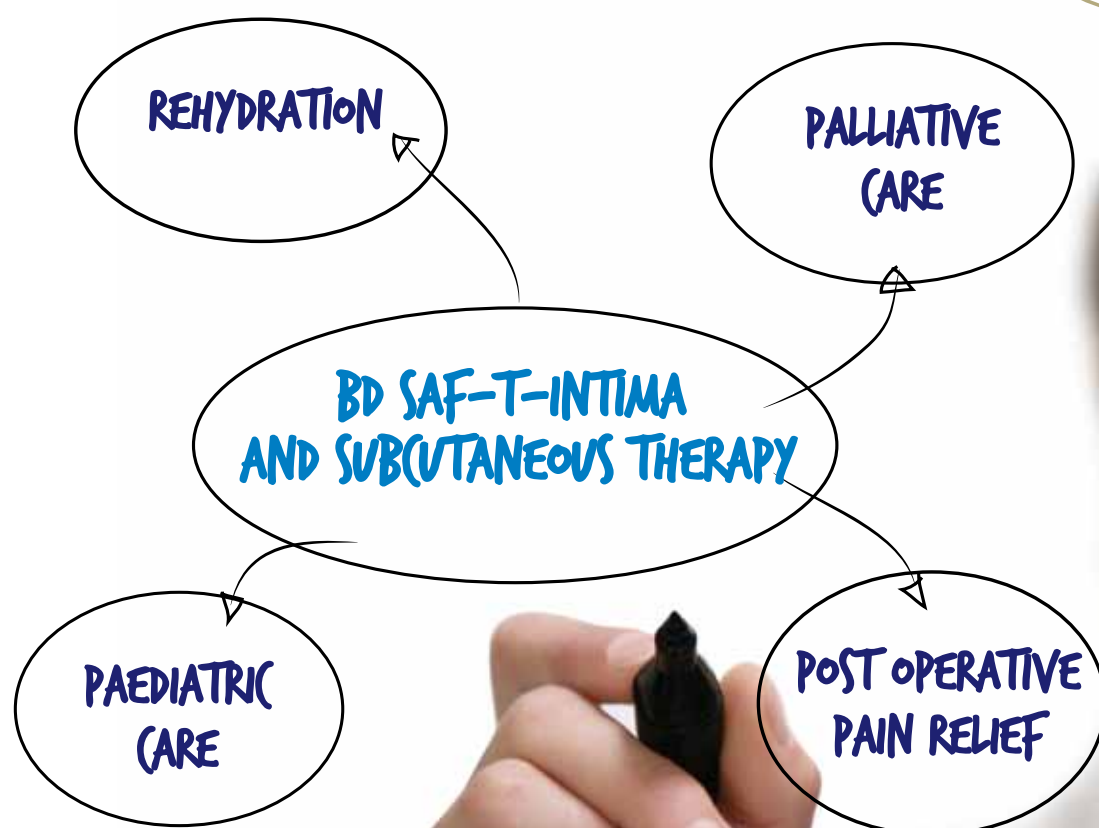 REHYDRATION
PALLIATIVE
CARE
BD SAF-T-INTIMA
AND SUBCUTANEOUS THERAPY
PAEDIATRIC
CARE
POST OPERATIVE
PAIN RELIEF